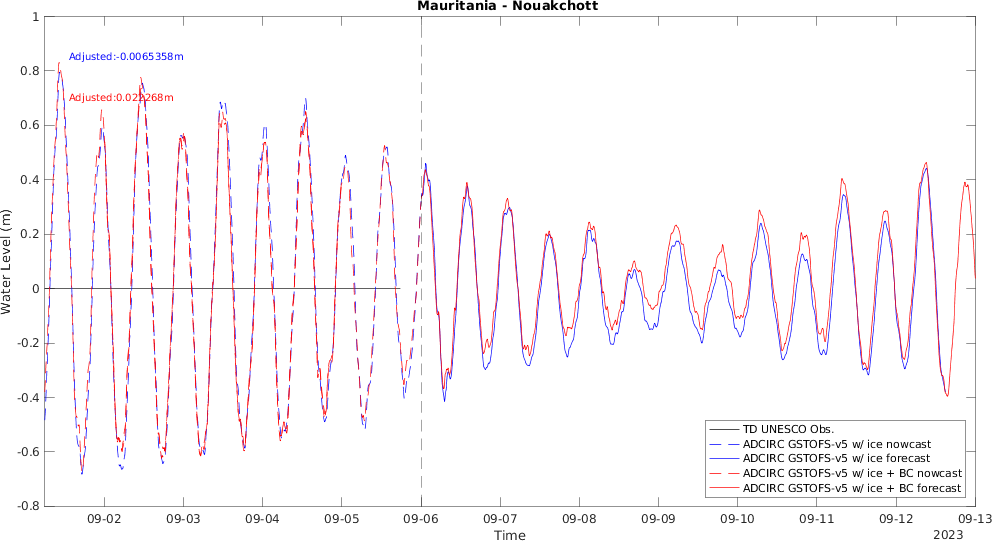 Mauritania - Nouakchott
Adjusted:-0.0065358m
Adjusted:0.022268m
Water Level (m)
1
0.8
0.6
0.4
0.2
0
-0.2
-0.4
-0.6
-0.8
TD UNESCO Obs.
ADCIRC GSTOFS-v5 w/ ice nowcast
ADCIRC GSTOFS-v5 w/ ice forecast
ADCIRC GSTOFS-v5 w/ ice + BC nowcast
ADCIRC GSTOFS-v5 w/ ice + BC forecast
09-02 09-03 09-04 09-05 09-06 09-07 09-08 09-09 09-10 09-11 09-12 09-13
Time
2023